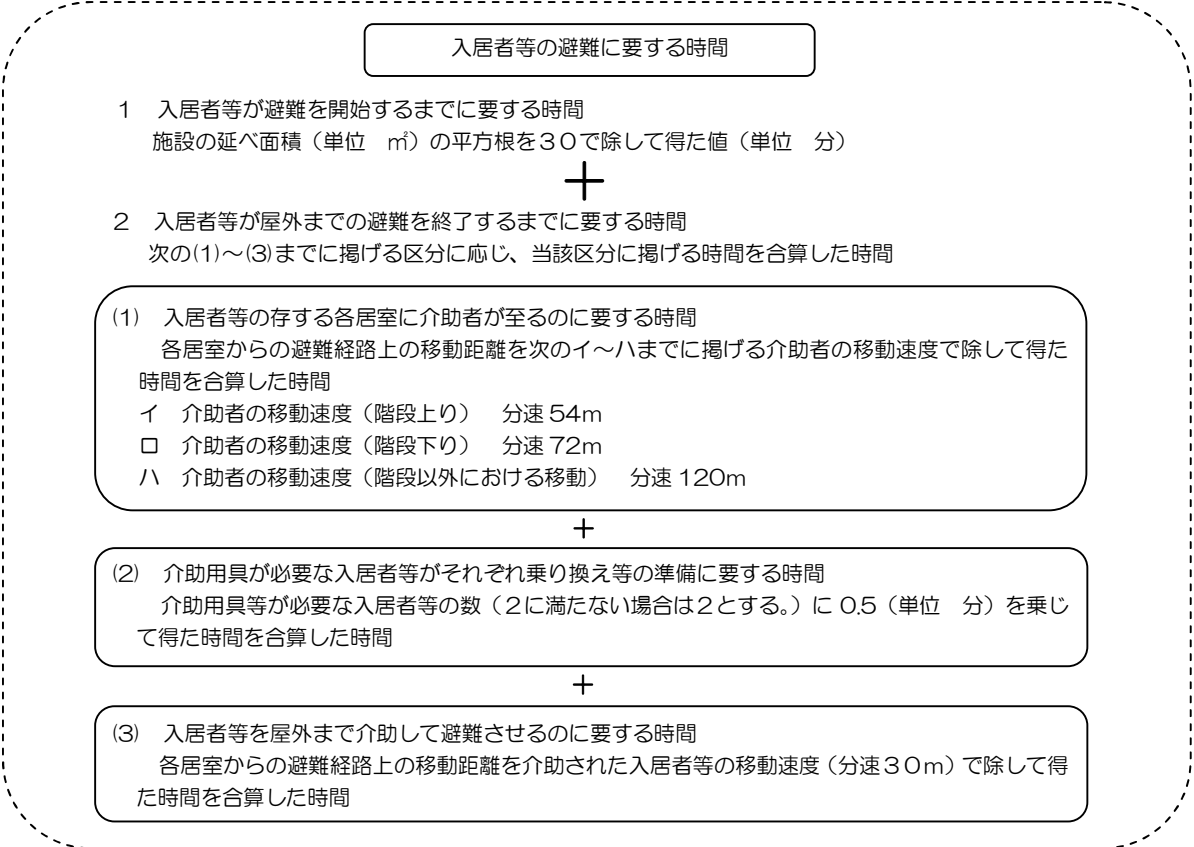 入居者等の避難に要する時間
１　入居者等が避難を開始するまでに要する時間
施設の延べ面積（単位　㎡）の平方根を３０で除して得た値（単位　分）
＋
２　入居者等が屋外までの避難を終了するまでに要する時間
次の⑴～⑶までに掲げる区分に応じ、当該区分に掲げる時間を合算した時間
⑴　入居者等の存する各居室に介助者が至るのに要する時間
各居室からの避難経路上の移動距離を次のイ～ハまでに掲げる介助者の移動速度で除して得た
時間を合算した時間
イ　介助者の移動速度（階段上り）　分速 54m
ロ　介助者の移動速度（階段下り）　分速 72m
ハ　介助者の移動速度（階段以外における移動）　分速 120m
＋
⑵　介助用具が必要な入居者等がそれぞれ乗り換え等の準備に要する時間
介助用具等が必要な入居者等の数（２に満たない場合は２とする。）に 0.5（単位　分）を乗じ
て得た時間を合算した時間
＋
⑶　入居者等を屋外まで介助して避難させるのに要する時間
各居室からの避難経路上の移動距離を介助された入居者等の移動速度（分速３０ｍ）で除して得
た時間を合算した時間